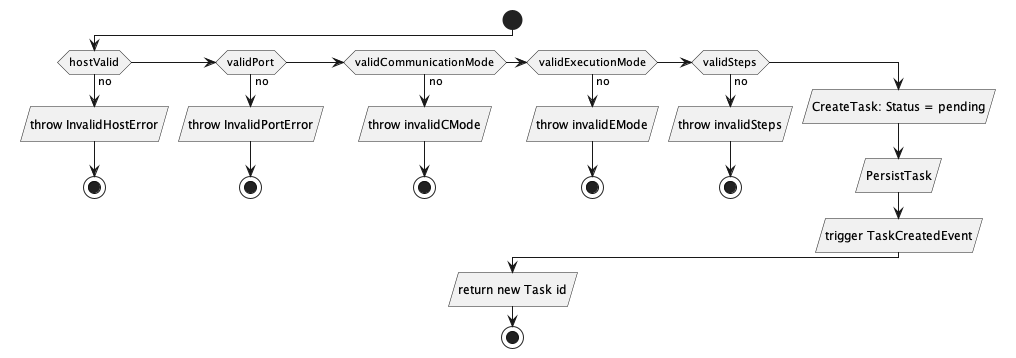 hostValid
validPort
validCommunicationMode
validExecutionMode
validSteps
no
no
no
no
no
CreateTask: Status = pending
throw InvalidHostError
throw InvalidPortError
throw invalidCMode
throw invalidEMode
throw invalidSteps
PersistTask
trigger TaskCreatedEvent
return new Task id